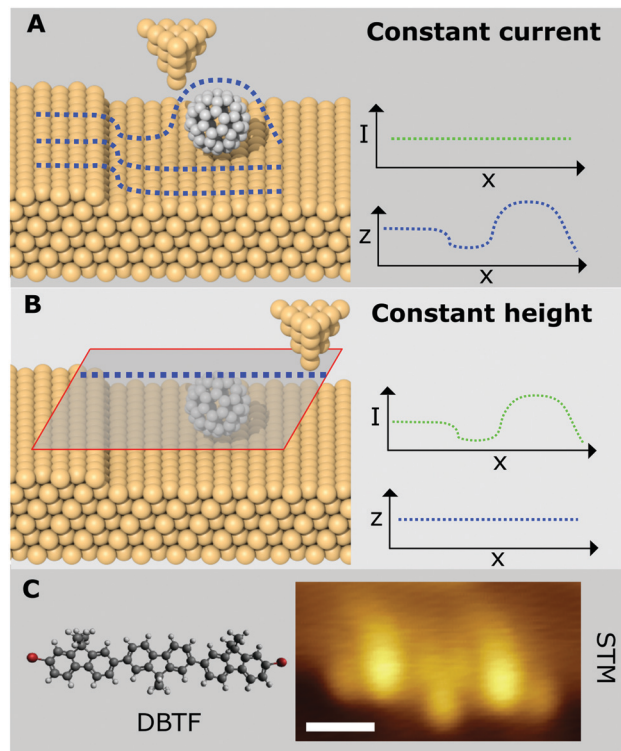 A
Constant current
I
x
z
x
B
Constant height
I
x
z
x
C
DBTF
STM